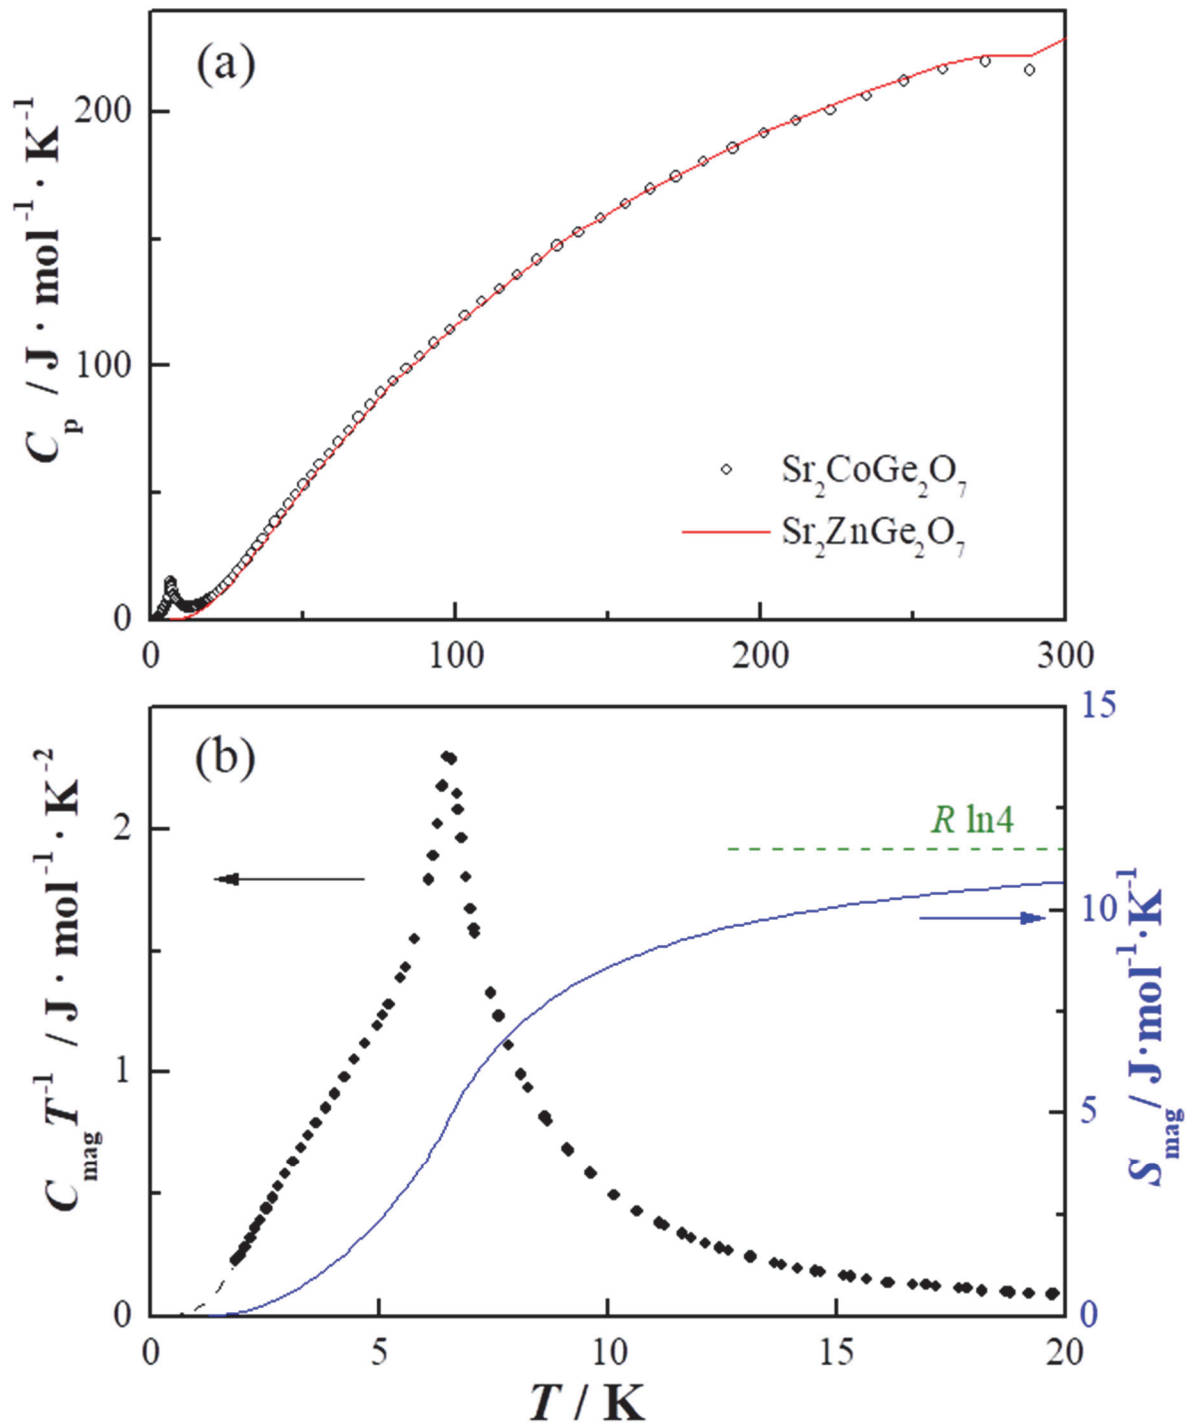 (a)
C_p / J · mol^-1 · K^-1
200
100
0
0 100 200 300
Sr_2CoGe_2O_7
Sr_2ZnGe_2O_7
(b)
C_mag T^-1 / J · mol^-1 · K^-2
2
1
0
R ln4
15
10
5
0
S_mag / J·mol^-1·K^-1
0 5 10 15 20
T / K